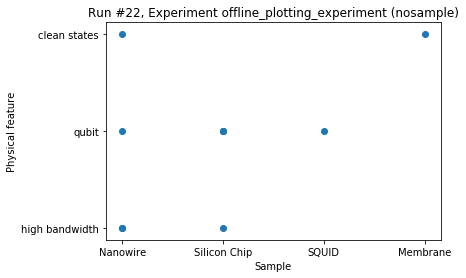 Run #22, Experiment offline_plotting_experiment (nosample)
clean states
qubit
high bandwidth
Physical feature
Nanowire Silicon Chip SQUID Membrane
Sample